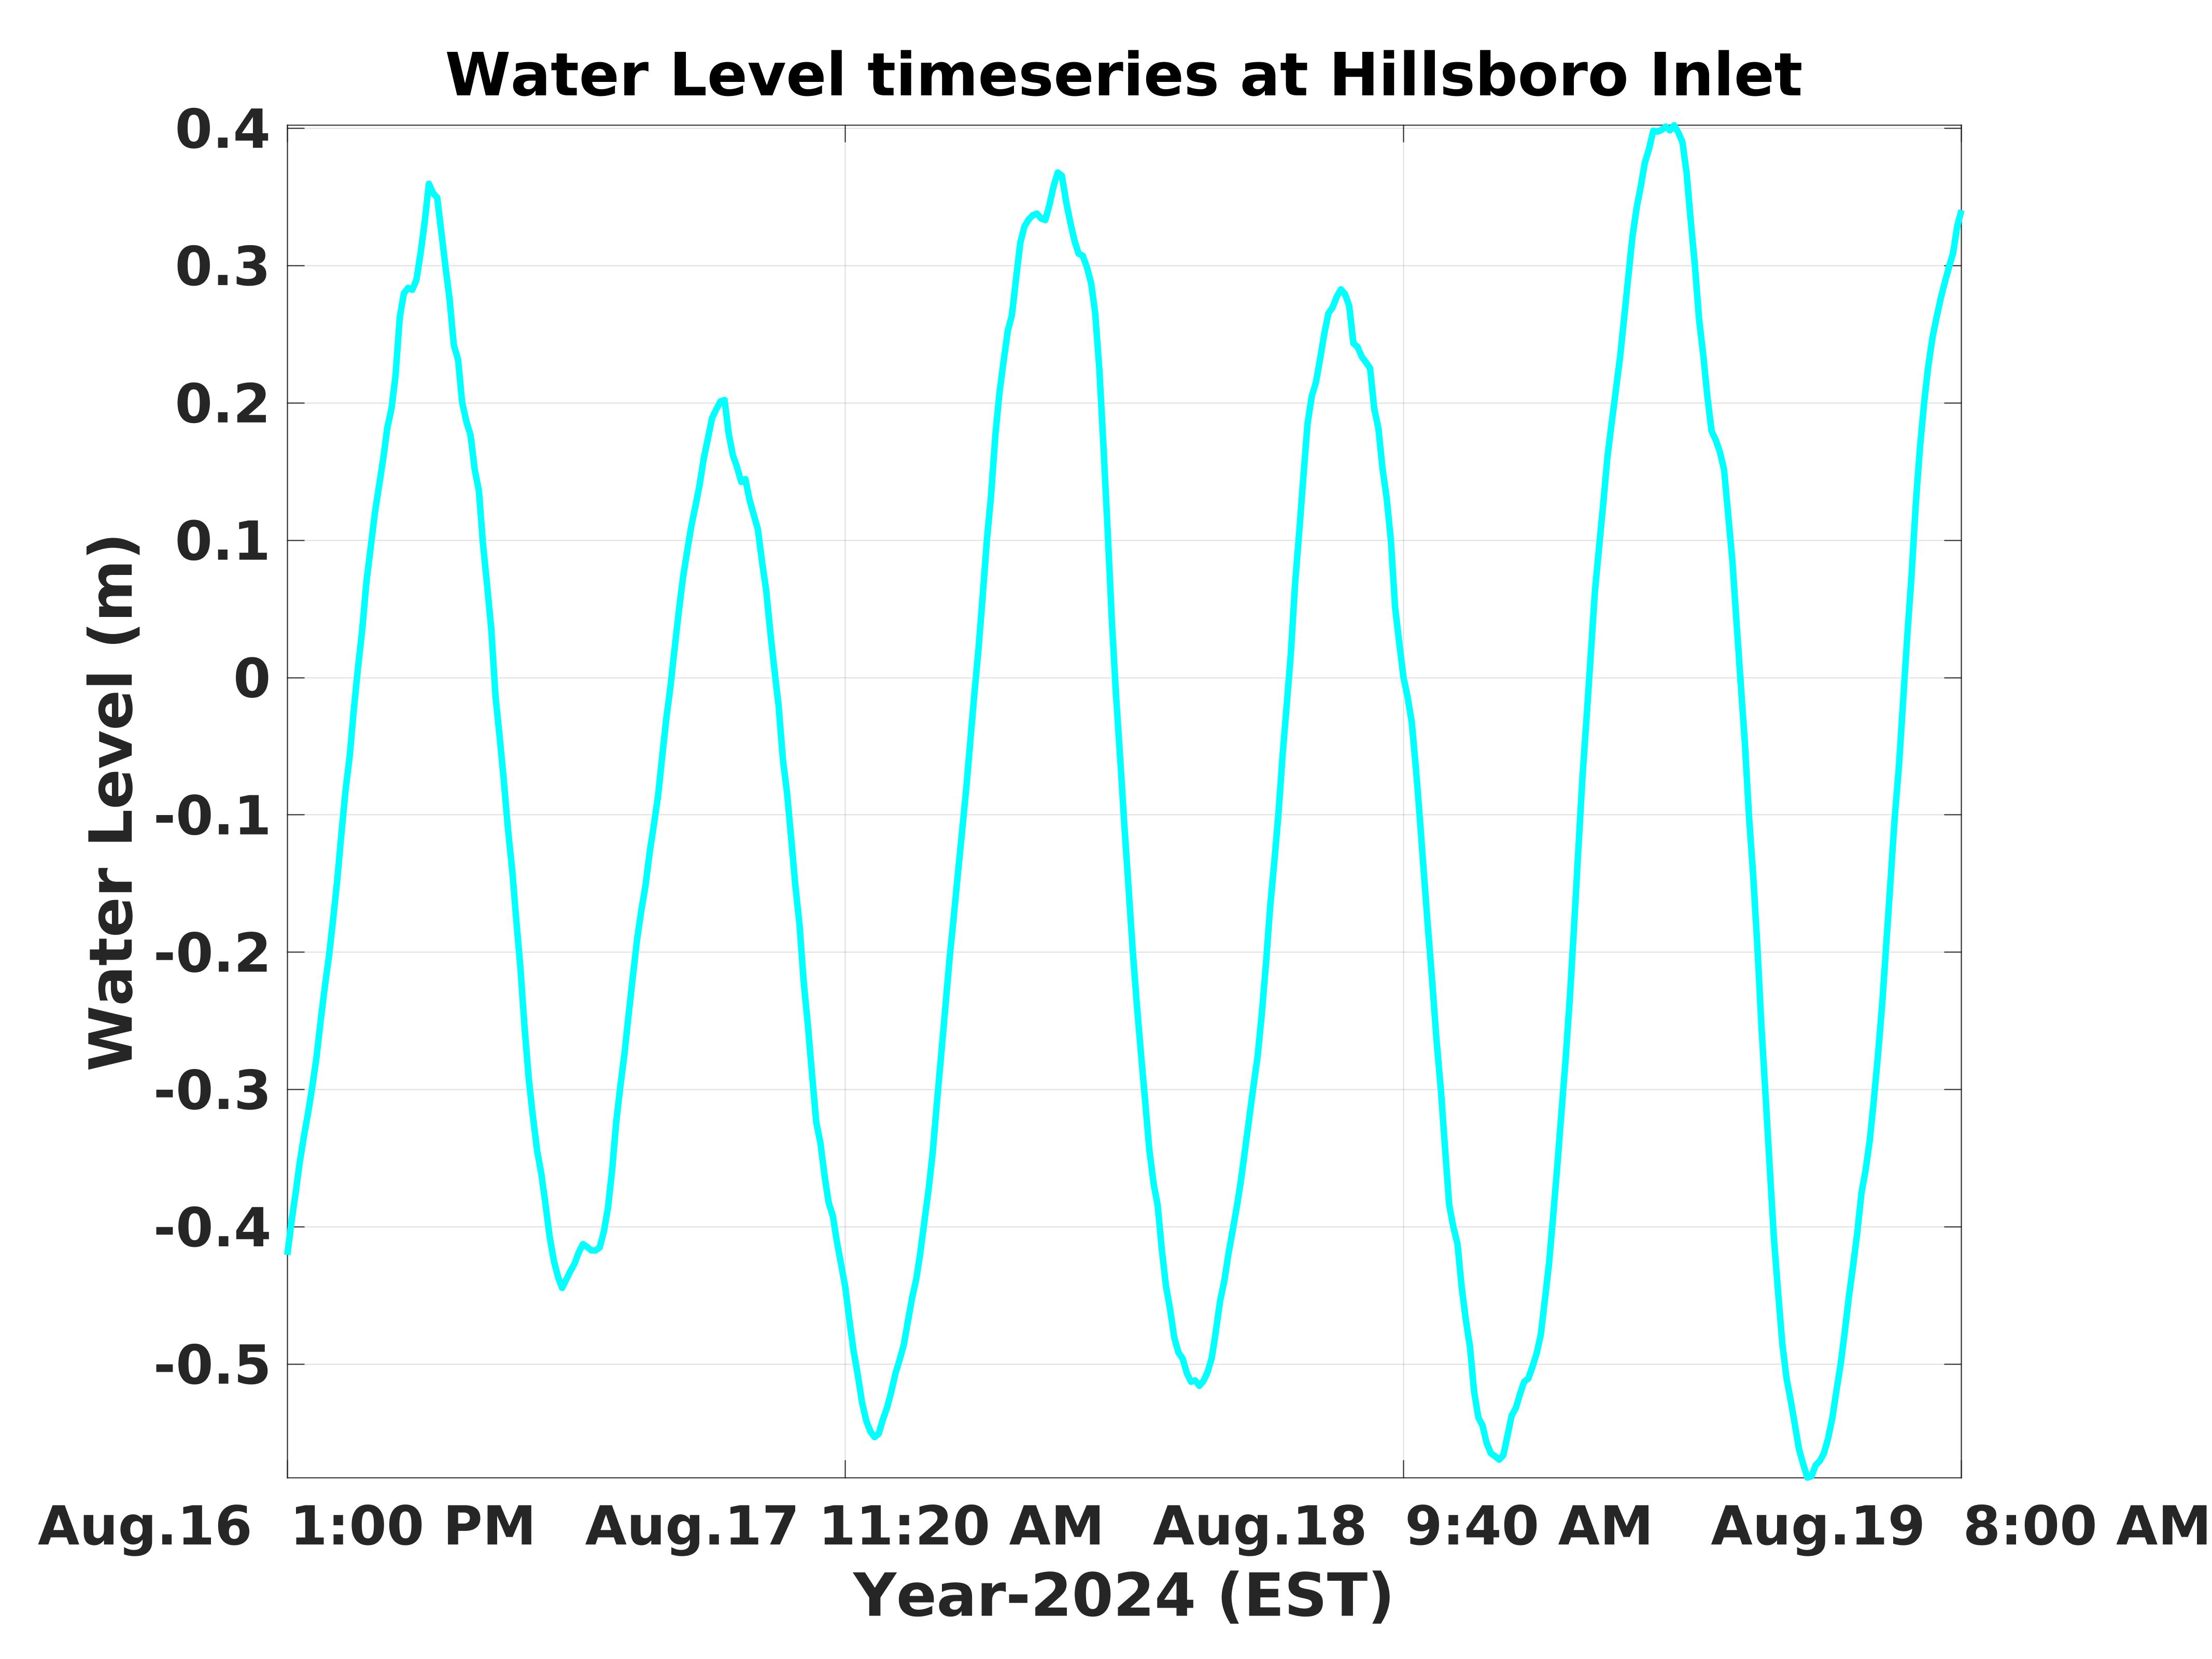 Water Level timeseries at Hillsboro Inlet
0.4
0.3
0.2
0.1
0
-0.1
-0.2
-0.3
-0.4
-0.5
Water Level (m)
Aug.16 1:00 PM Aug.17 11:20 AM Aug.18 9:40 AM Aug.19 8:00 AM
Year-2024 (EST)